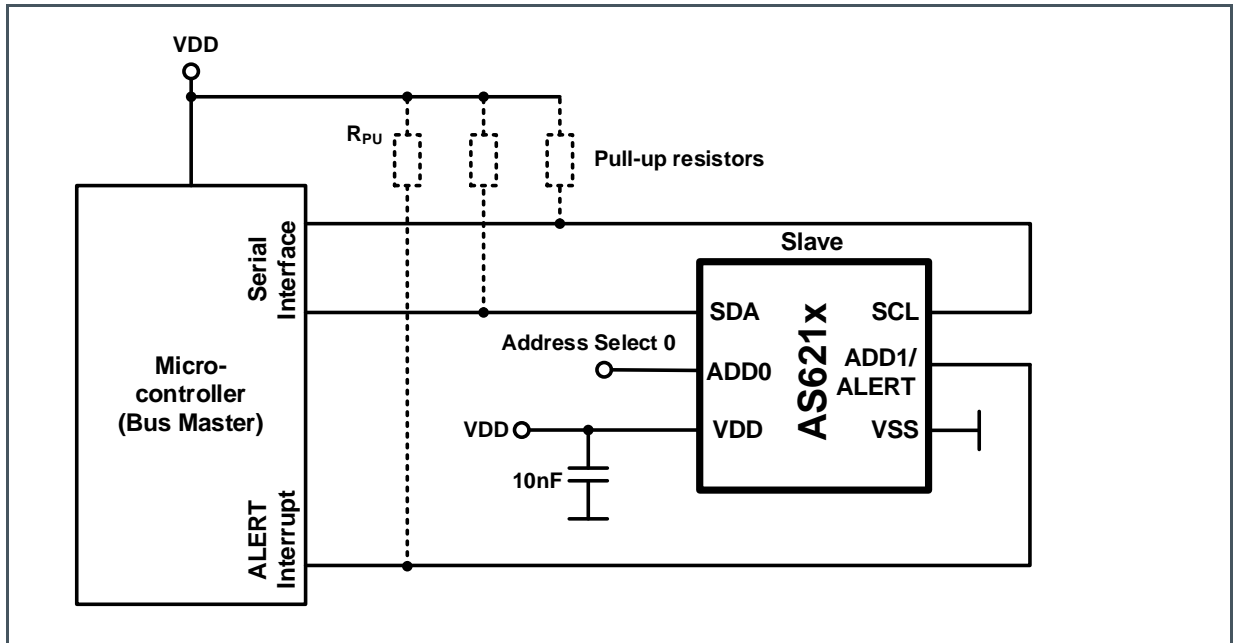 VDD
RPU
Pull-up resistors
Serial
Interface
Slave
SDA
SCL
Address Select 0
ADD0
ADD1/
ALERT
AS621x
Micro-
controller
(Bus Master)
VDD
VDD
VSS
10nF
ALERT
Interrupt